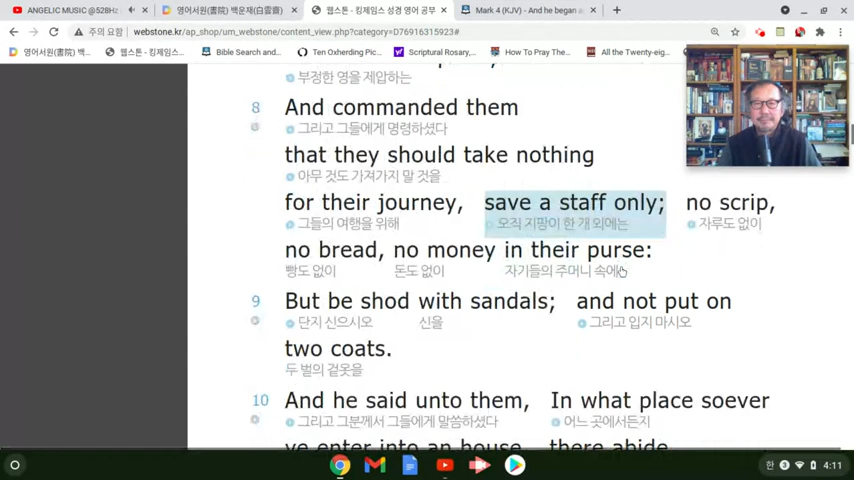 ANGELIC MUSIC @528Hz
영어서원(書院) 백운재(白雲齋)
웹스톤 - 킹제임스 성경 영어 공부
Mark 4 (KJV) - And he began a
주의 요함
webstone.kr/ap_shop/um_webstone/content_view.php?category=D76916315923#
영어서원(書院) 백...
웹스톤 - 킹제임스...
Bible Search and...
Ten Oxherding Pic...
Scriptural Rosary,...
How To Pray The...
All the Twenty-eig...
부정한 영을 제압하는
8 And commanded them
그리고 그들에게 명령하셨다
that they should take nothing
아무 것도 가져가지 말 것을
for their journey, save a staff only; no scrip,
그들의 여행을 위해 오직 지팡이 한 개 외에는 자루도 없이
no bread, no money in their purse:
빵도 없이 돈도 없이 자기들의 주머니 속에
9 But be shod with sandals; and not put on
단지 신으시오 신을 그리고 입지 마시오
two coats.
두 벌의 겉옷을
10 And he said unto them, In what place soever
그리고 그분께서 그들에게 말씀하셨다 어느 곳에서든지
ye enter into an house, there abide
한 3 4:11